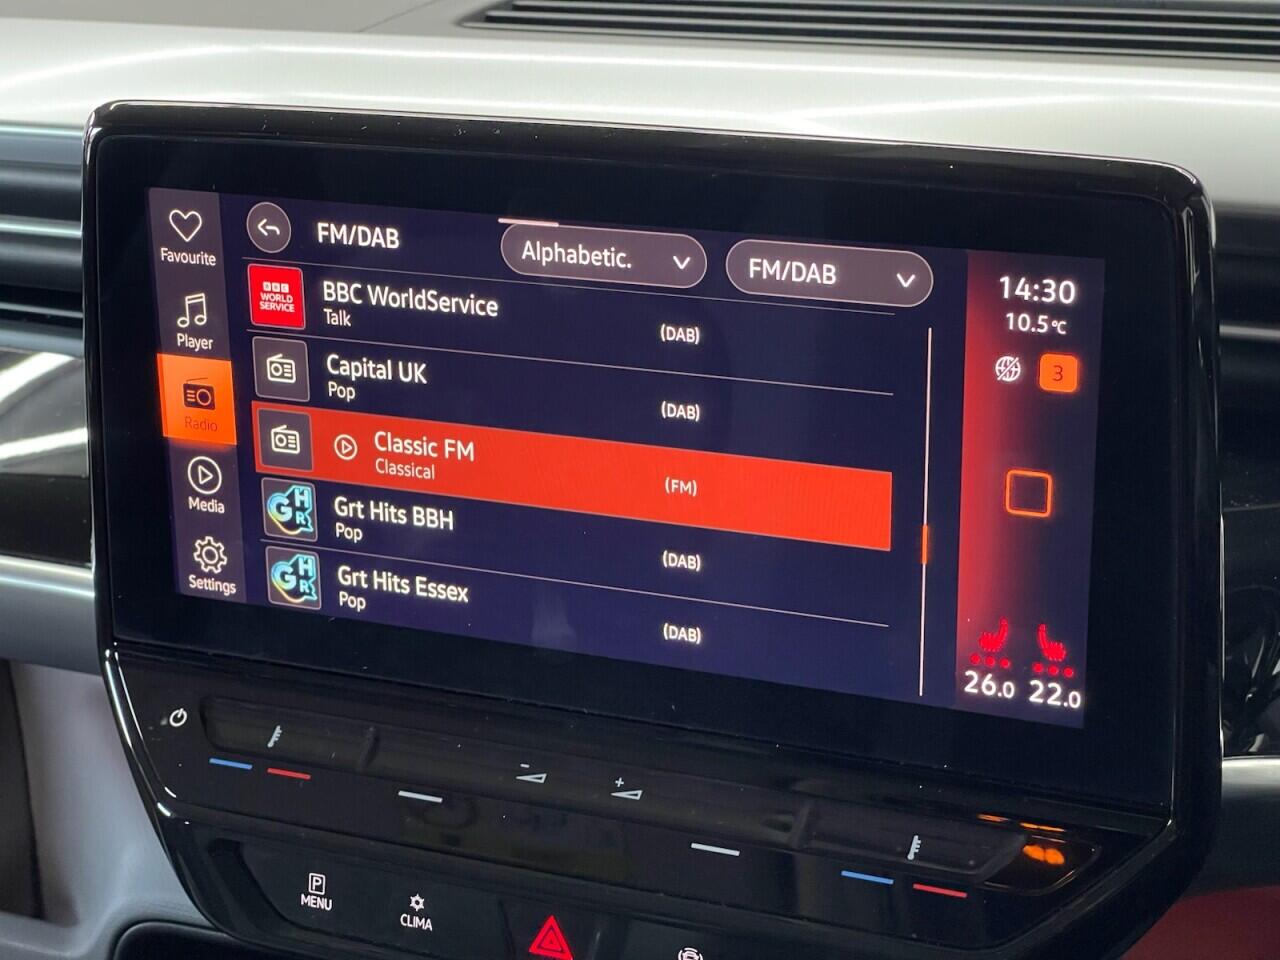 Favourite
Player
Radio
Media
Settings
FM/DAB
Alphabetic.
FM/DAB
BBC WORLD SERVICE
BBC WorldService
Talk
(DAB)
Capital UK
Pop
(DAB)
Classic FM
Classical
(FM)
GHR
Grt Hits BBH
Pop
(DAB)
GHR
Grt Hits Essex
Pop
(DAB)
14:30
10.5°C
3
26.0 22.0
- +
P
MENU
CLIMA